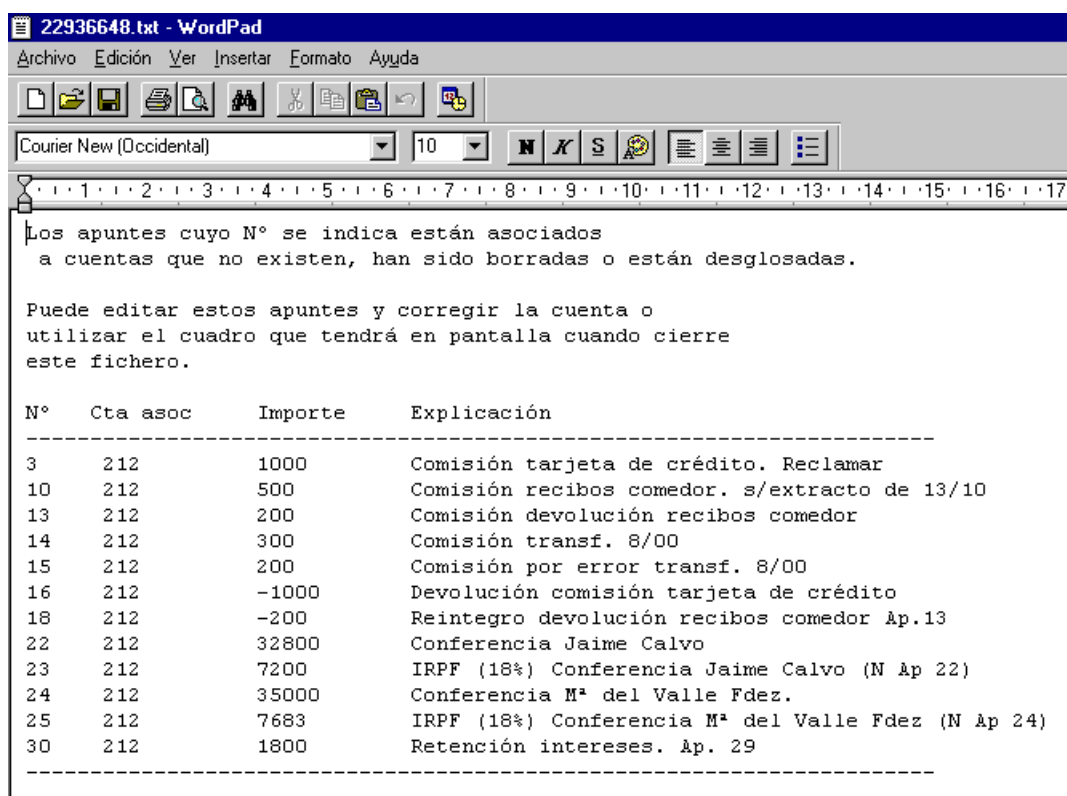 22936648.txt - WordPad
Archivo Edición Ver Insertar Formato Ayuda
Courier New (Occidental) 10 N K S
1 2 3 4 5 6 7 8 9 10 11 12 13 14 15 16 17
Los apuntes cuyo Nº se indica están asociados
a cuentas que no existen, han sido borradas o están desglosadas.
Puede editar estos apuntes y corregir la cuenta o
utilizar el cuadro que tendrá en pantalla cuando cierre
este fichero.
Nº Cta asoc Importe Explicación
------------------------------------------------------------------------------------
3 212 1000 Comisión tarjeta de crédito. Reclamar
10 212 500 Comisión recibos comedor. s/extracto de 13/10
13 212 200 Comisión devolución recibos comedor
14 212 300 Comisión transf. 8/00
15 212 200 Comisión por error transf. 8/00
16 212 -1000 Devolución comisión tarjeta de crédito
18 212 -200 Reintegro devolución recibos comedor Ap.13
22 212 32800 Conferencia Jaime Calvo
23 212 7200 IRPF (18%) Conferencia Jaime Calvo (N Ap 22)
24 212 35000 Conferencia Mª del Valle Fdez.
25 212 7683 IRPF (18%) Conferencia Mª del Valle Fdez (N Ap 24)
30 212 1800 Retención intereses. Ap. 29
------------------------------------------------------------------------------------